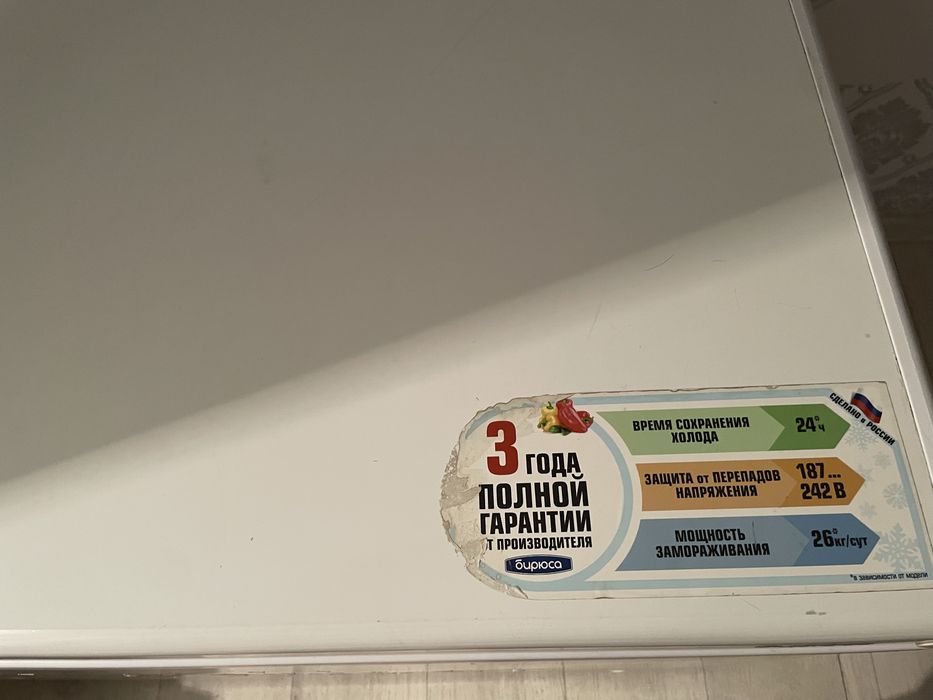 3 ГОДА
ПОЛНОЙ
ГАРАНТИИ
Т ПРОИЗВОДИТЕЛЯ
бирюса
ВРЕМЯ СОХРАНЕНИЯ
ХОЛОДА
24* ч
ЗАЩИТА от ПЕРЕПАДОВ
НАПРЯЖЕНИЯ
187...
242 В
МОЩНОСТЬ
ЗАМОРАЖИВАНИЯ
26* кг/сут
СДЕЛАНО в РОССИИ
*в зависимости от модели